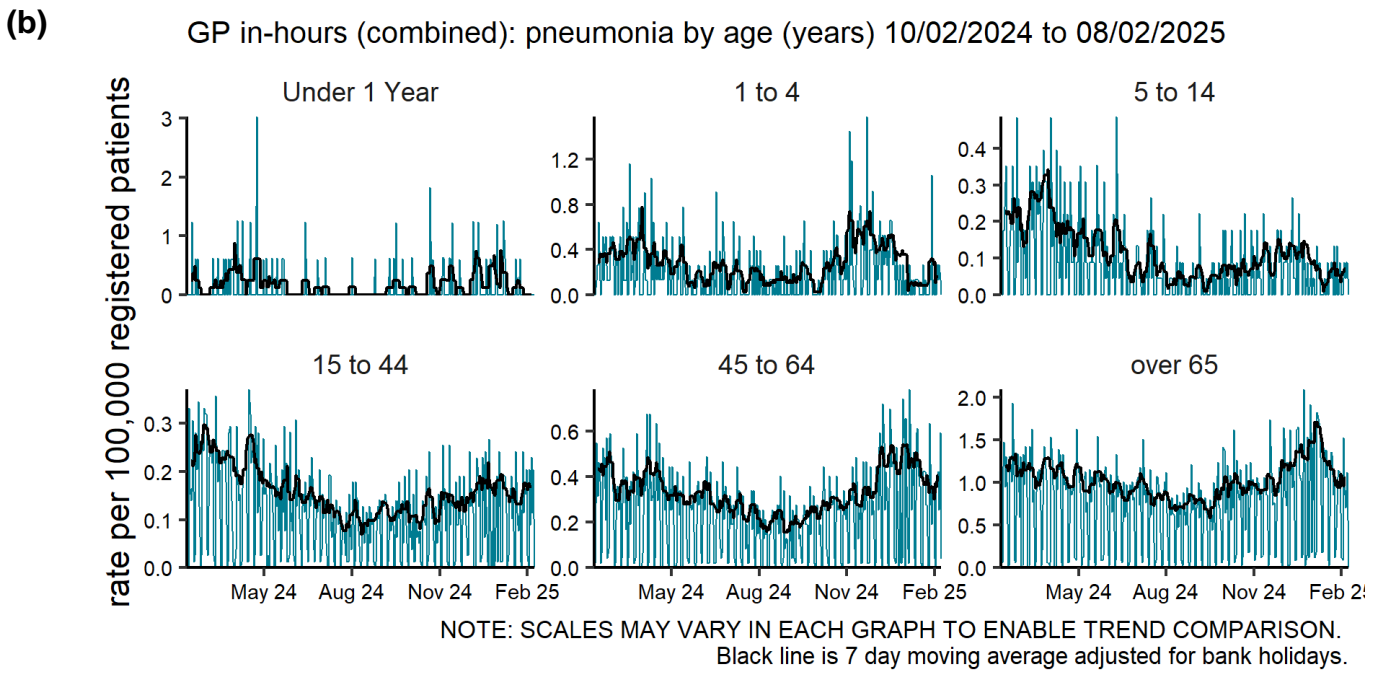 (b)
GP in-hours (combined): pneumonia by age (years) 10/02/2024 to 08/02/2025
rate per 100,000 registered patients
Under 1 Year
3
2
1
0
1 to 4
1.2
0.8
0.4
0.0
5 to 14
0.4
0.3
0.2
0.1
0.0
15 to 44
0.3
0.2
0.1
0.0
May 24 Aug 24 Nov 24 Feb 25
45 to 64
0.6
0.4
0.2
0.0
May 24 Aug 24 Nov 24 Feb 25
over 65
2.0
1.5
1.0
0.5
0.0
May 24 Aug 24 Nov 24 Feb 25
NOTE: SCALES MAY VARY IN EACH GRAPH TO ENABLE TREND COMPARISON.
Black line is 7 day moving average adjusted for bank holidays.